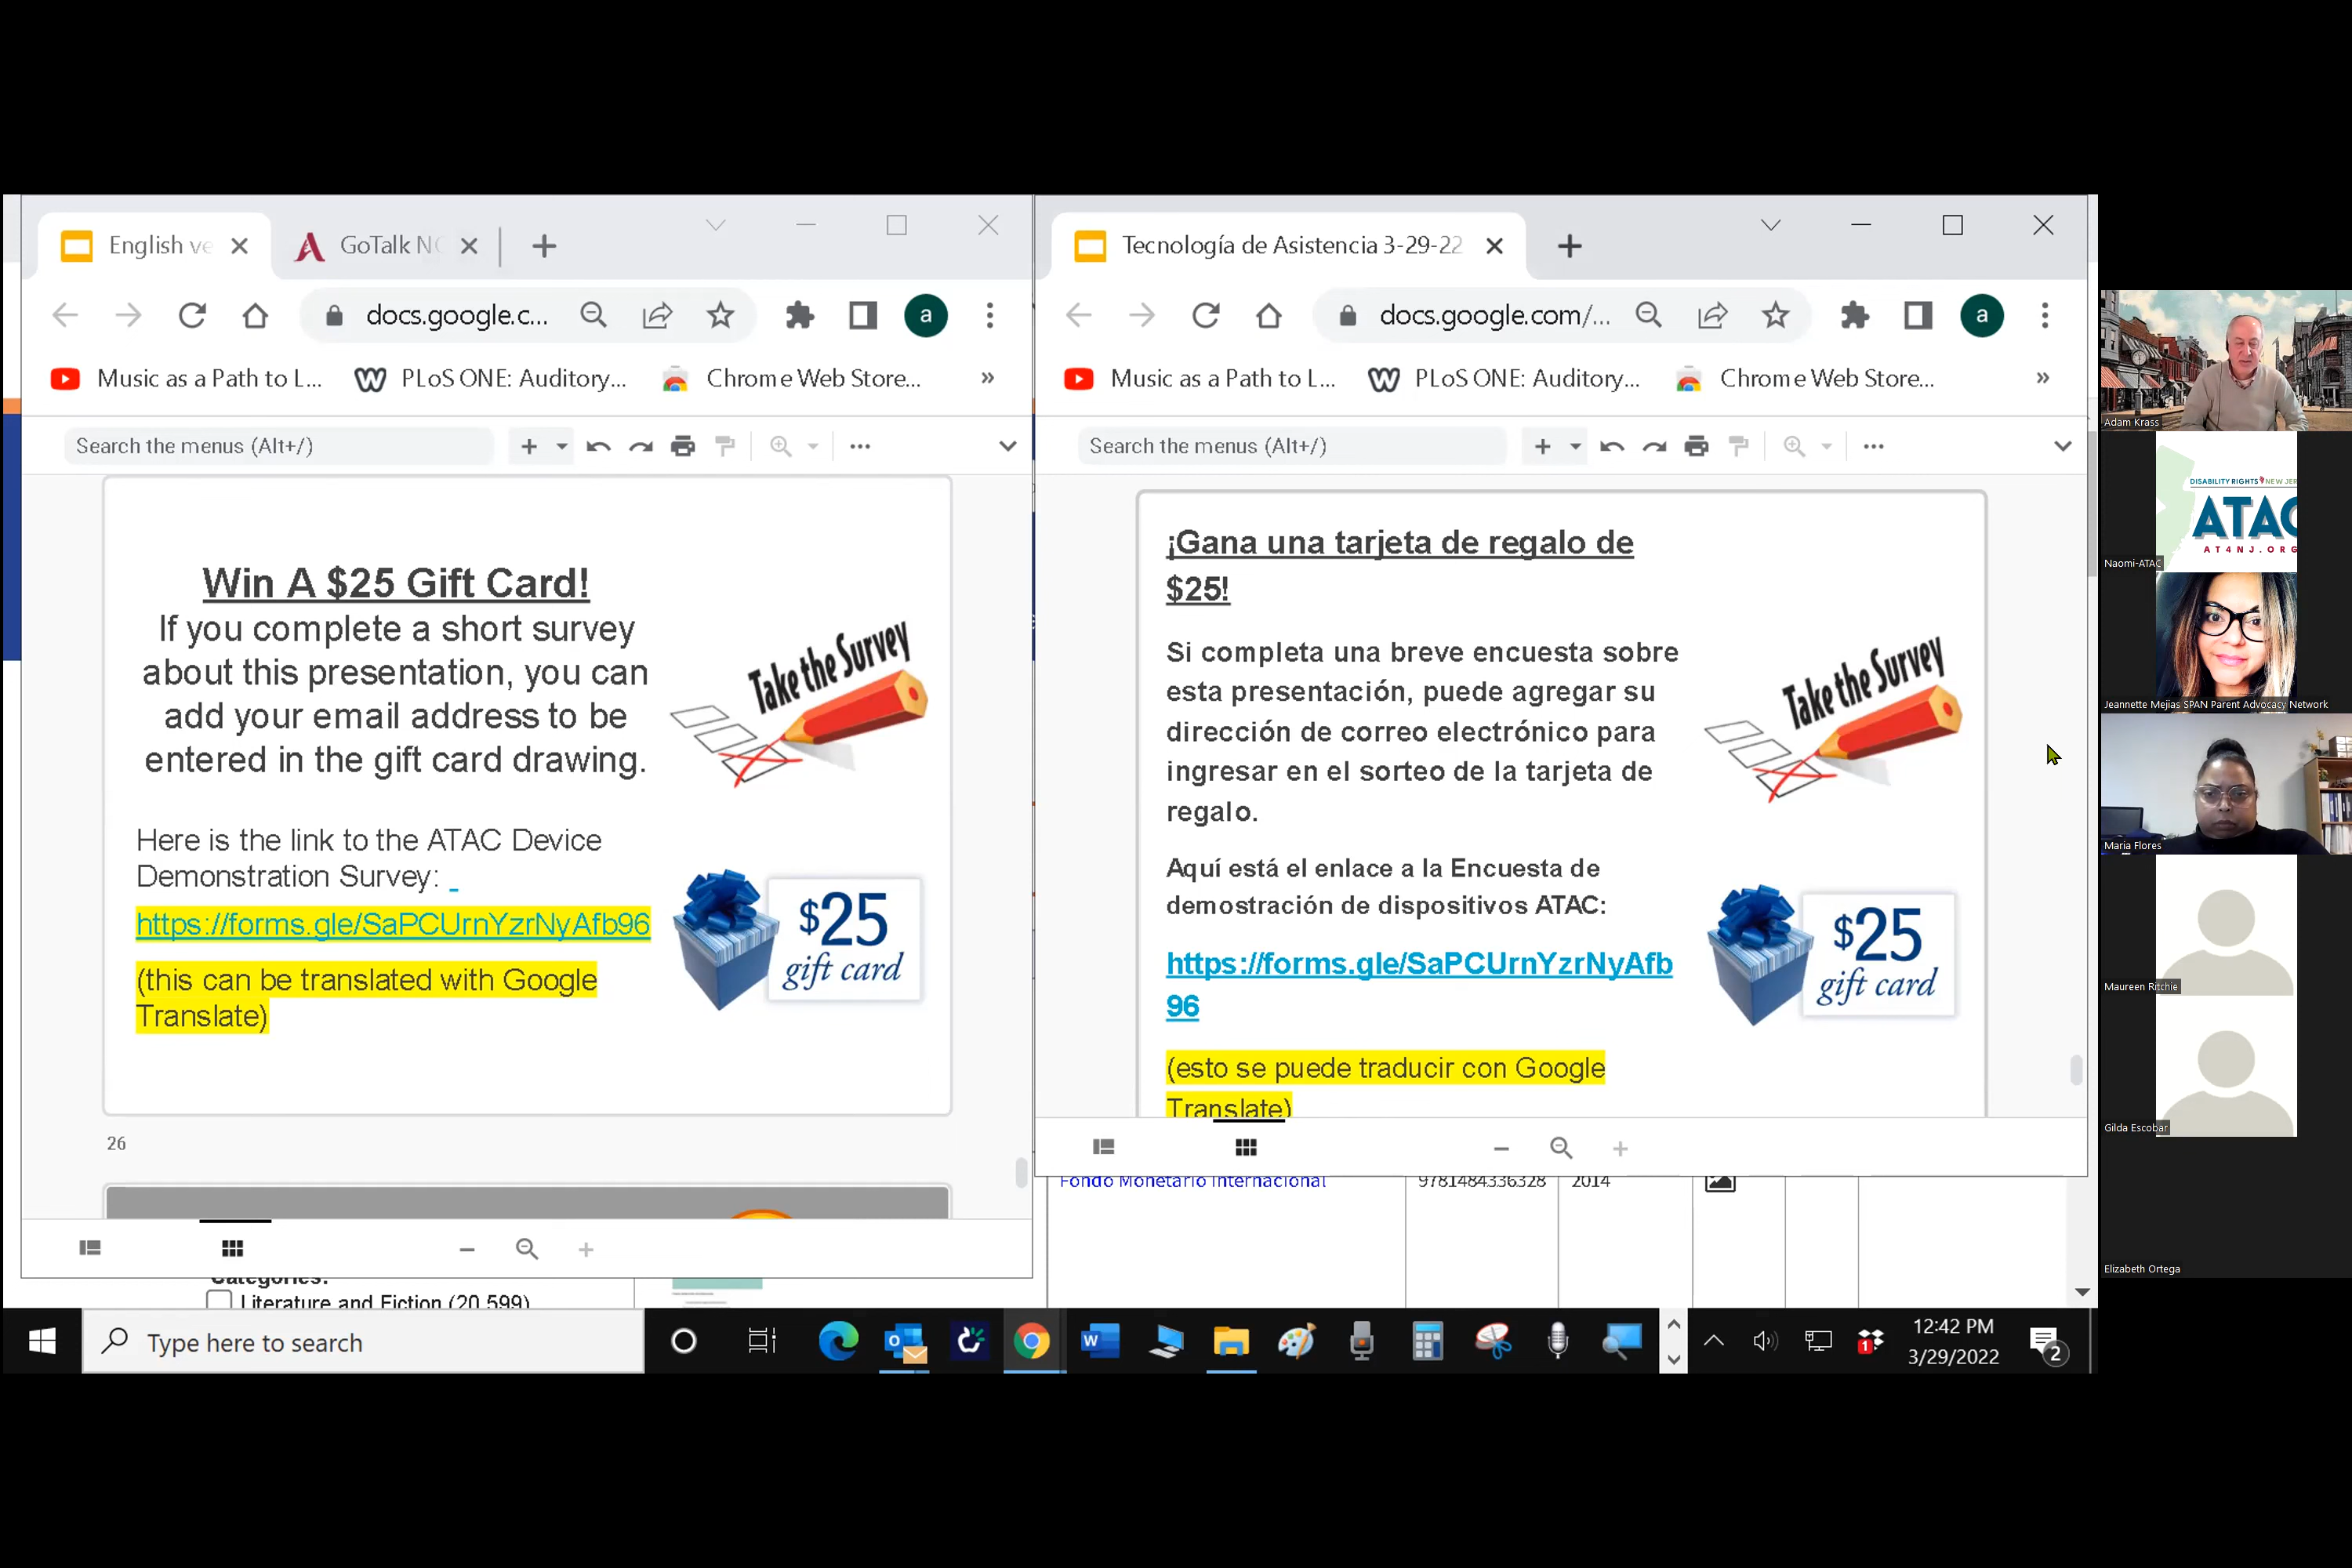 English ve
GoTalk N
docs.google.c...
Music as a Path to L...
PLoS ONE: Auditory...
Chrome Web Store...
»
Search the menus (Alt+/)
Win A $25 Gift Card!
If you complete a short survey
about this presentation, you can
add your email address to be
entered in the gift card drawing.
Take the Survey
Here is the link to the ATAC Device
Demonstration Survey:
https://forms.gle/SaPCUrnYzrNyAfb96
(this can be translated with Google
Translate)
$25
gift card
26
Categories:
Literature and Fiction (20,599)
Tecnología de Asistencia 3-29-22
docs.google.com/...
a
Music as a Path to L...
PLoS ONE: Auditory...
Chrome Web Store...
»
Search the menus (Alt+/)
¡Gana una tarjeta de regalo de
$25!
Si completa una breve encuesta sobre
esta presentación, puede agregar su
dirección de correo electrónico para
ingresar en el sorteo de la tarjeta de
regalo.
Take the Survey
Aquí está el enlace a la Encuesta de
demostración de dispositivos ATAC:
https://forms.gle/SaPCUrnYzrNyAfb
96
(esto se puede traducir con Google
Translate)
$25
gift card
Fondo Monetario Internacional
9781484336328
2014
Adam Krass
DISABILITY RIGHTS NEW JER
ATAC
AT4NJ.ORG
Naomi-ATAC
Jeannette Mejias SPAN Parent Advocacy Network
Maria Flores
Maureen Ritchie
Gilda Escobar
Elizabeth Ortega
Type here to search
12:42 PM
3/29/2022
2